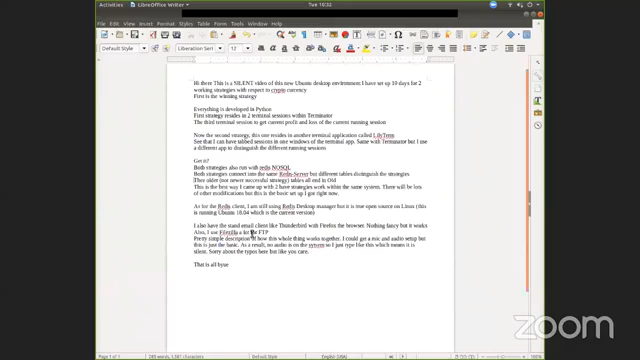 Activities LibreOffice Writer Tue 10:32
File Edit View Insert Format Styles Table Form Tools Window Help
Default Style Liberation Seri 12
Hi there This is a SILENT video of this new Ubuntu desktop environment I have set up 10 days for 2
working strategies with respect to crypto currency
First is the winning strategy
Everything is developed in Python
First strategy resides in 2 terminal sessions within Terminator
The third terminal session to get current profit and loss of the current running session
Now the second strategy, this one resides in another terminal application called
See that I can have tabbed sessions in one windows of the terminal app. Same with Terminator but I use
a different app to distinguish the different running sessions
Get it?
Both strategies also run with redis NOSQL
Both strategies connect into the same Redis-Server but different tables distinguish the strategies
older (nor newer successful strategy) tables all end in Old
This is the best way I came up with 2 have strategies work within the same system. There will be lots
of other modifications but this is the basic set up I got right now.
As for the Redis client, I am still using Redis Desktop manager but it is true open source on Linux (this
is running Ubuntu 18.04 which is the current version)
I also have the stand email client like Thunderbird with Firefox the browser. Nothing fancy but it works
Also, I use Filezilla a lot for FTP
Pretty simple description of how this whole thing works together. I could get a mic and audio setup but
this is just the basic. As a result, no audio is on the so I just type like this which means it is
silent. Sorry about the typos here but like you care.
That is all byue
LIVE
zoom
Page 1 of 1 English (USA)